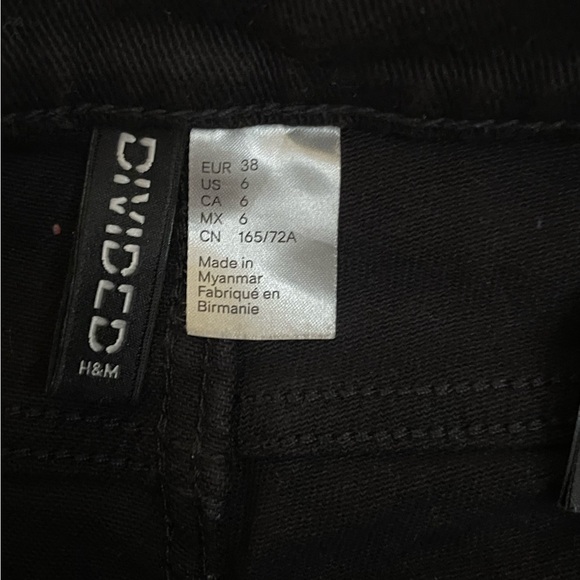 DIVIDED
H&M
EUR 38
US 6
CA 6
MX 6
CN 165/72A
Made in
Myanmar
Fabriqué en
Birmanie